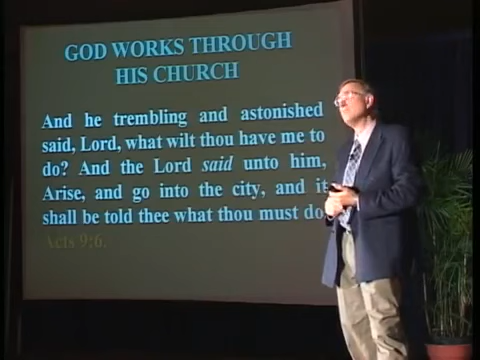 GOD WORKS THROUGH
HIS CHURCH
And he trembling and astonished
said, Lord, what wilt thou have me to
do? And the Lord said unto him,
Arise, and go into the city, and it
shall be told thee what thou must do.
Acts 9:6.